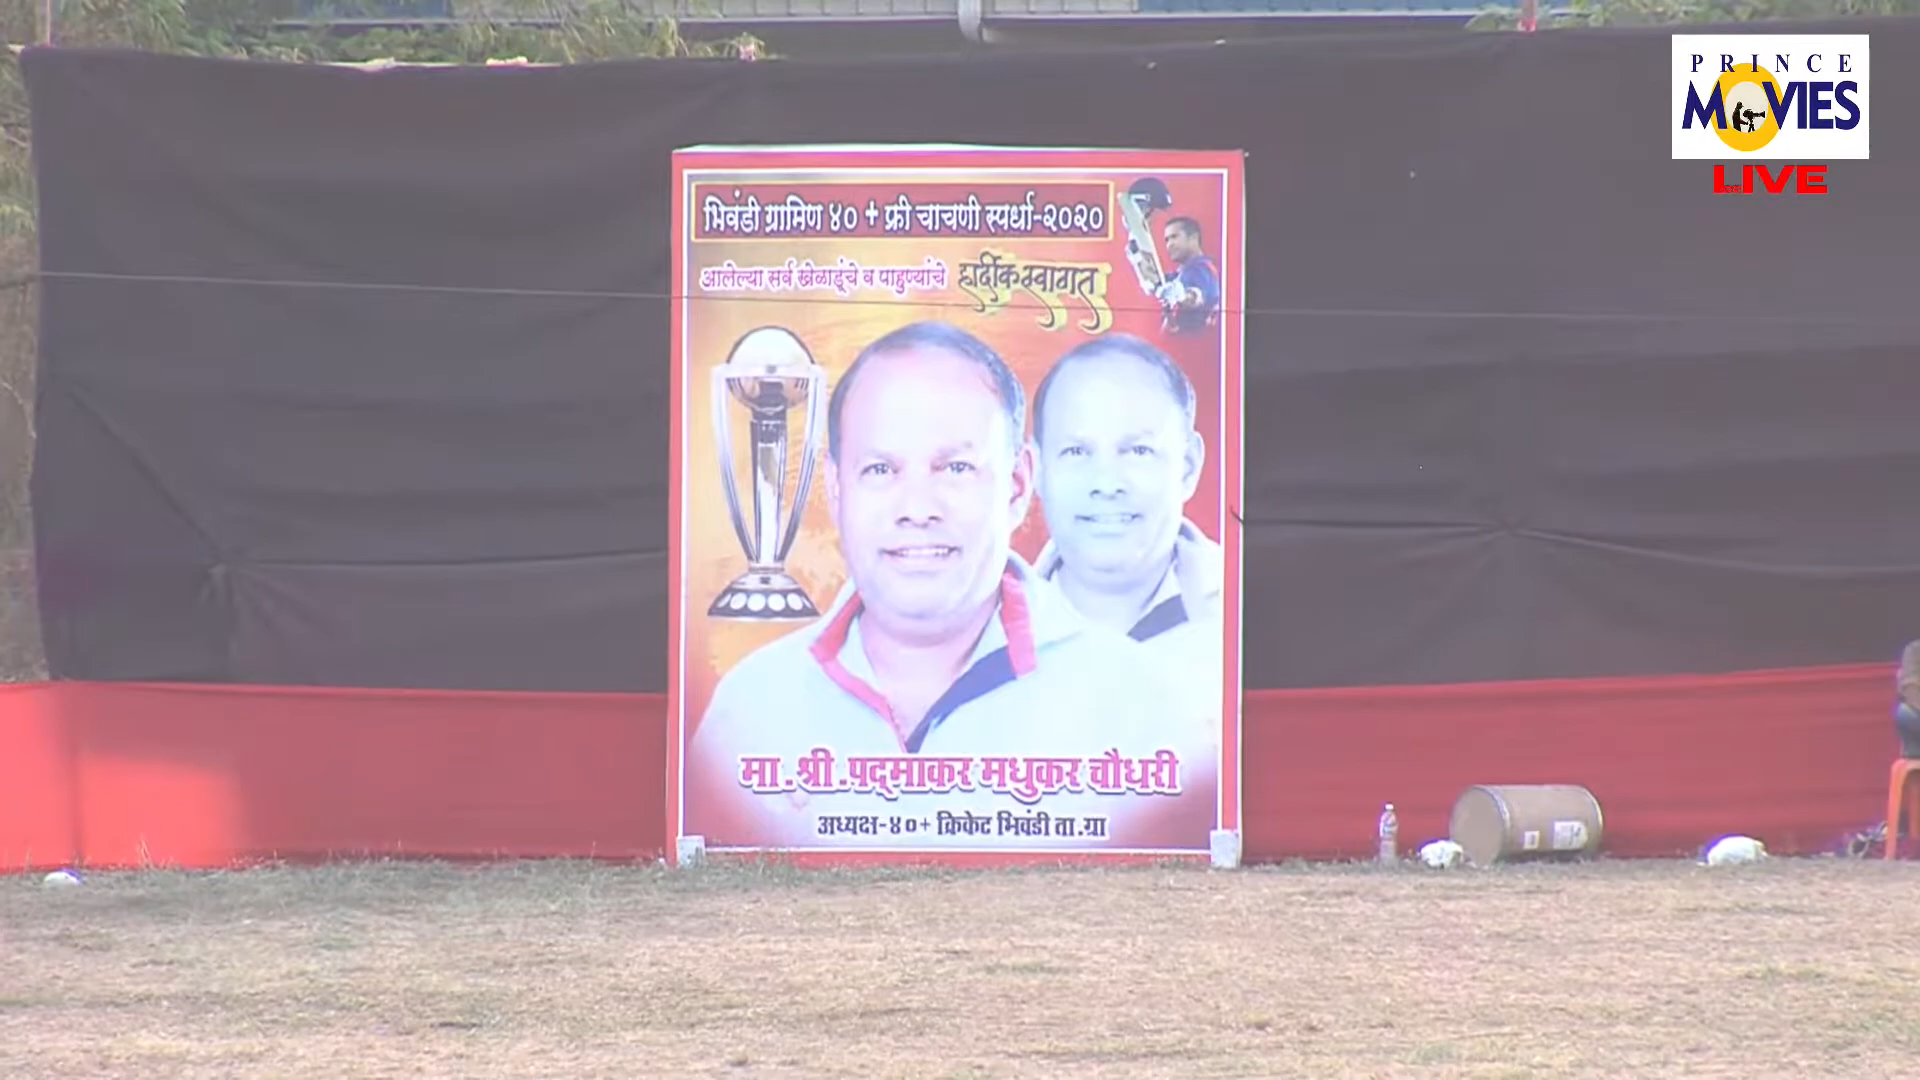 PRINCE
MOVIES
LIVE
भिवंडी ग्रामिण ४० + फ्री चाचणी स्पर्धा-२०२०
आलेल्या सर्व खेळाडूंचे व पाहुण्यांचे हार्दीक स्वागत
मा.श्री.पद्माकर मधुकर चौधरी
अध्यक्ष-४०+ क्रिकेट भिवंडी ता.ग्रा